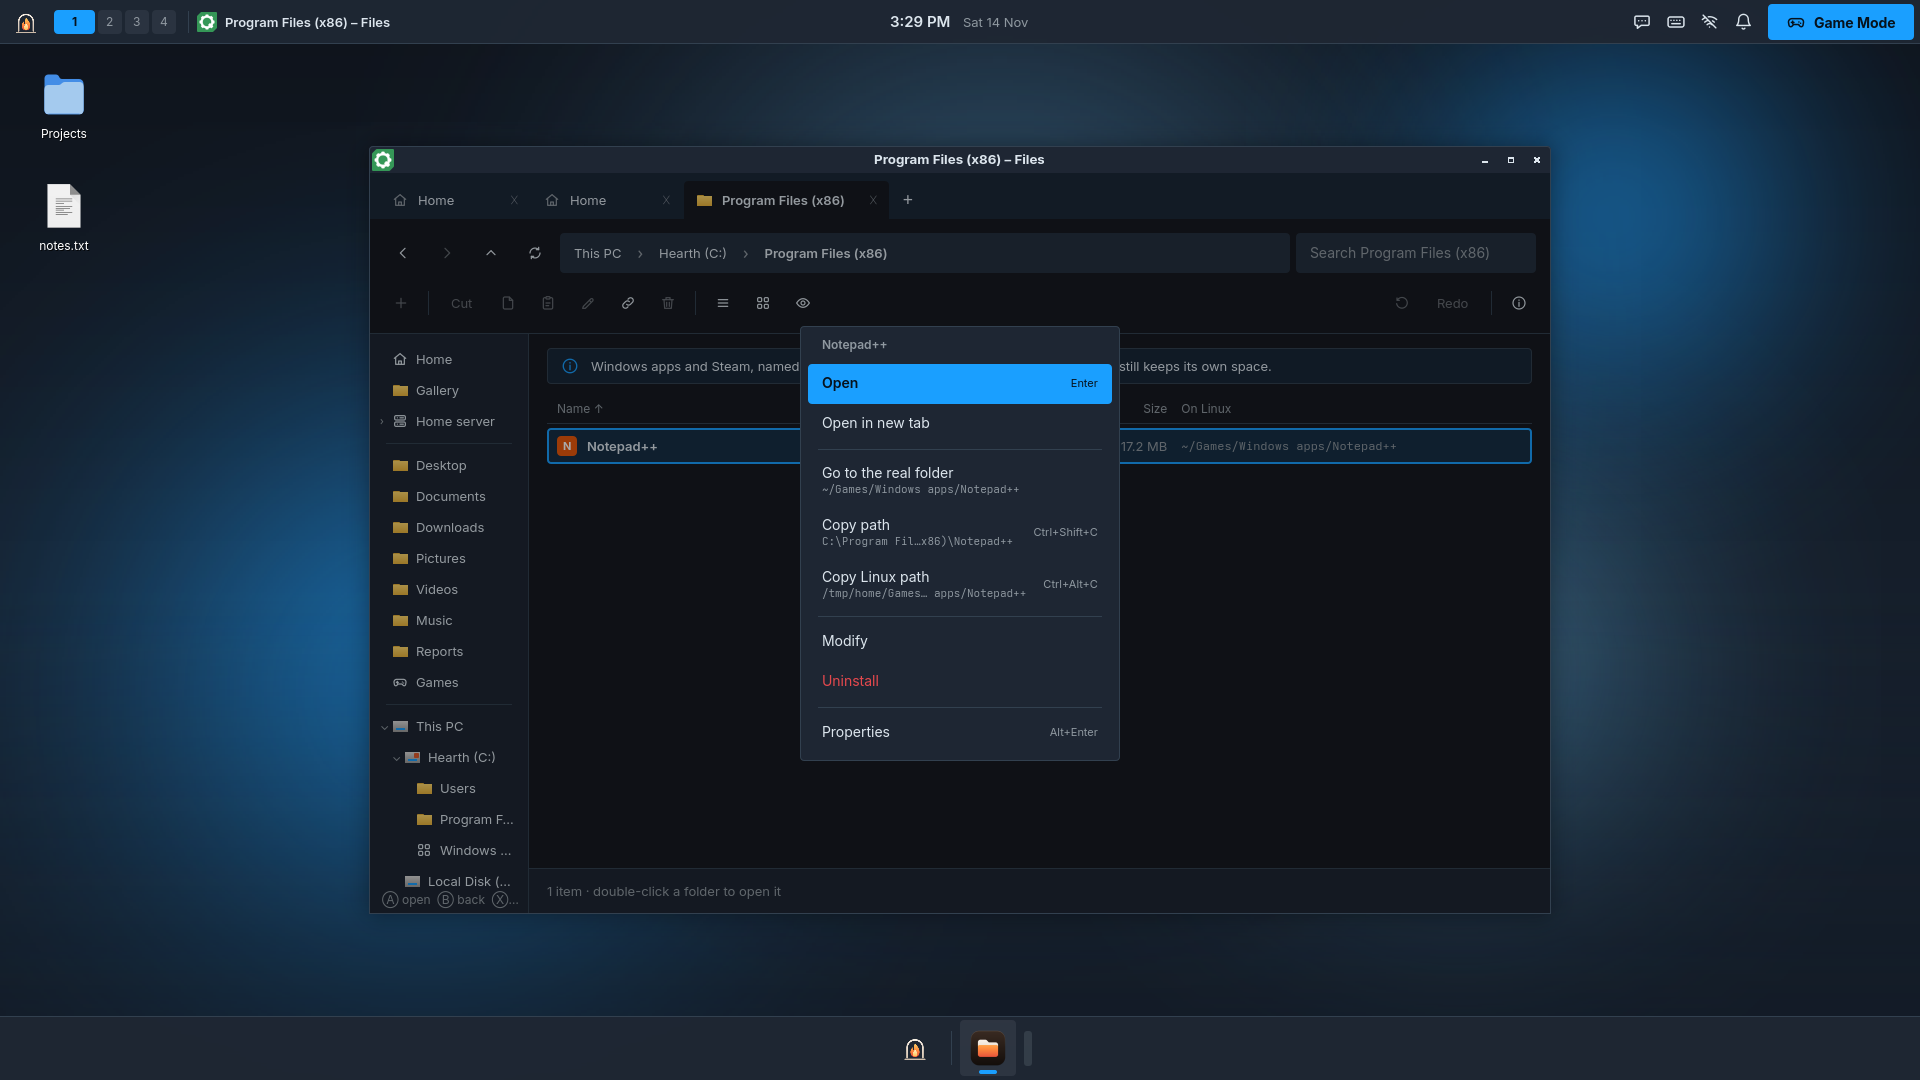 1 2 3 4 Program Files (x86) – Files 3:29 PM Sat 14 Nov Game Mode
Projects
notes.txt
Program Files (x86) – Files
Home X Home X Program Files (x86) X +
This PC › Hearth (C:) › Program Files (x86) Search Program Files (x86)
Cut Redo
Home
Gallery
Home server
Desktop
Documents
Downloads
Pictures
Videos
Music
Reports
Games
This PC
Hearth (C:)
Users
Program F...
Windows ...
Local Disk (...
A open B back X...
Windows apps and Steam, named
still keeps its own space.
Name ↑ Size On Linux
N Notepad++ 17.2 MB ~/Games/Windows apps/Notepad++
Notepad++
Open Enter
Open in new tab
Go to the real folder
~/Games/Windows apps/Notepad++
Copy path Ctrl+Shift+C
C:\Program Fil…x86)\Notepad++
Copy Linux path Ctrl+Alt+C
/tmp/home/Games… apps/Notepad++
Modify
Uninstall
Properties Alt+Enter
1 item · double-click a folder to open it